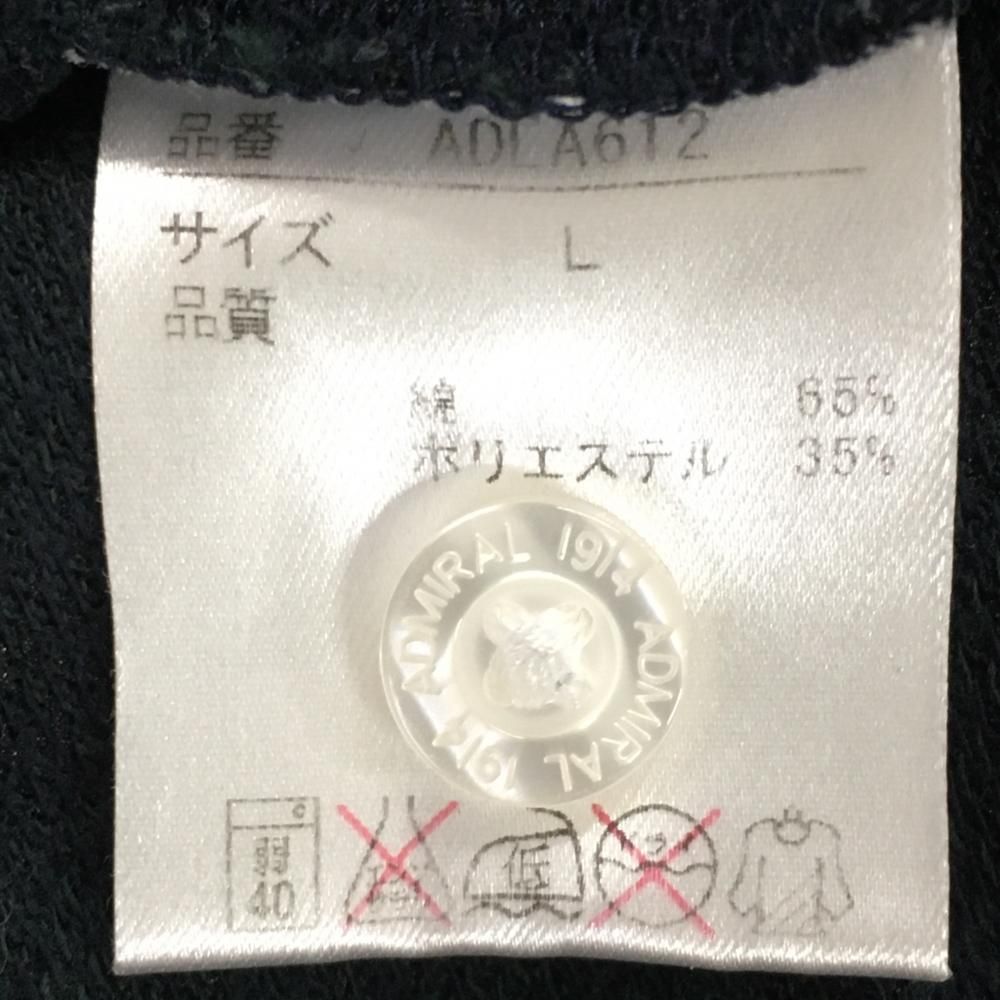 品番 ADLA612
サイズ L
品質
綿 65%
ポリエステル 35%
ADMIRAL 1914 ADMIRAL 1914
40 低